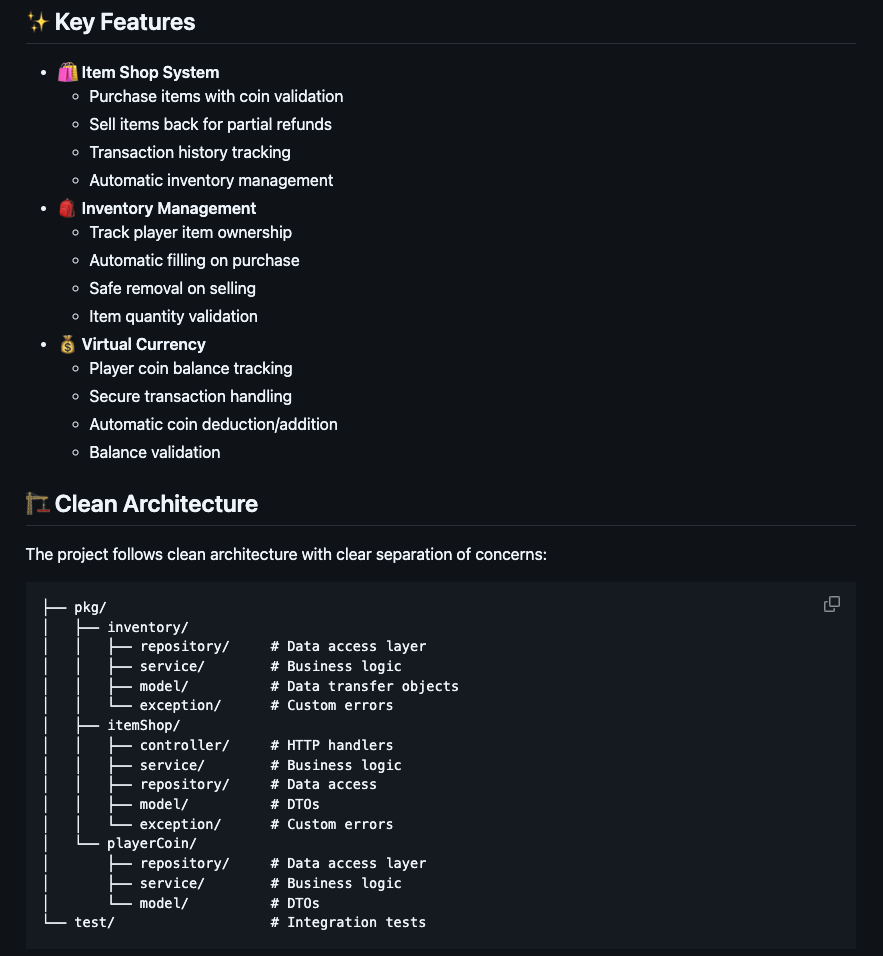 ✨ Key Features
• 🛍️ Item Shop System
◦ Purchase items with coin validation
◦ Sell items back for partial refunds
◦ Transaction history tracking
◦ Automatic inventory management
• 🎒 Inventory Management
◦ Track player item ownership
◦ Automatic filling on purchase
◦ Safe removal on selling
◦ Item quantity validation
• 💰 Virtual Currency
◦ Player coin balance tracking
◦ Secure transaction handling
◦ Automatic coin deduction/addition
◦ Balance validation
🏗️ Clean Architecture
The project follows clean architecture with clear separation of concerns:
├── pkg/
│   ├── inventory/
│   │   ├── repository/     # Data access layer
│   │   ├── service/        # Business logic
│   │   ├── model/          # Data transfer objects
│   │   └── exception/      # Custom errors
│   ├── itemShop/
│   │   ├── controller/     # HTTP handlers
│   │   ├── service/        # Business logic
│   │   ├── repository/     # Data access
│   │   ├── model/          # DTOs
│   │   └── exception/      # Custom errors
│   └── playerCoin/
│       ├── repository/     # Data access layer
│       ├── service/        # Business logic
│       └── model/          # DTOs
└── test/                   # Integration tests